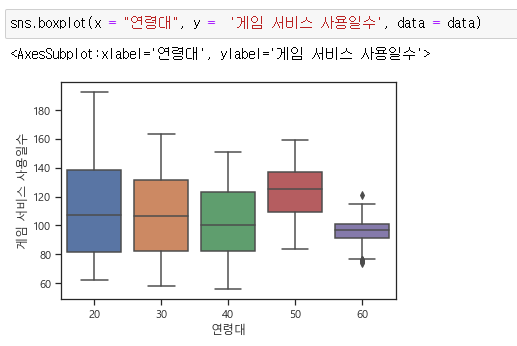 sns.boxplot(x = "연령대", y =  '게임 서비스 사용일수', data = data)
<AxesSubplot:xlabel='연령대', ylabel='게임 서비스 사용일수'>
180
160
140
120
100
80
60
게임 서비스 사용일수
20 30 40 50 60
연령대